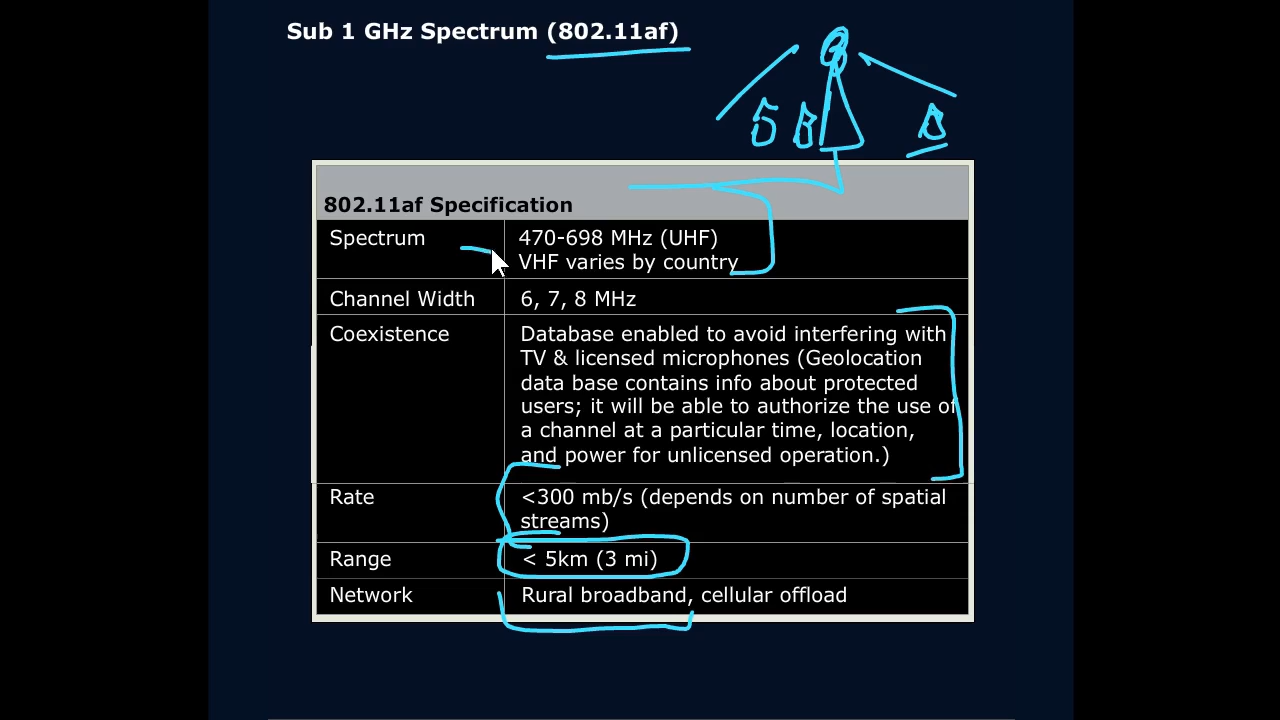 Sub 1 GHz Spectrum (802.11af)
802.11af Specification
Spectrum
470-698 MHz (UHF)
VHF varies by country
Channel Width
6, 7, 8 MHz
Coexistence
Database enabled to avoid interfering with
TV & licensed microphones (Geolocation
data base contains info about protected
users; it will be able to authorize the use of
a channel at a particular time, location,
and power for unlicensed operation.)
Rate
<300 mb/s (depends on number of spatial
streams)
Range
< 5km (3 mi)
Network
Rural broadband, cellular offload